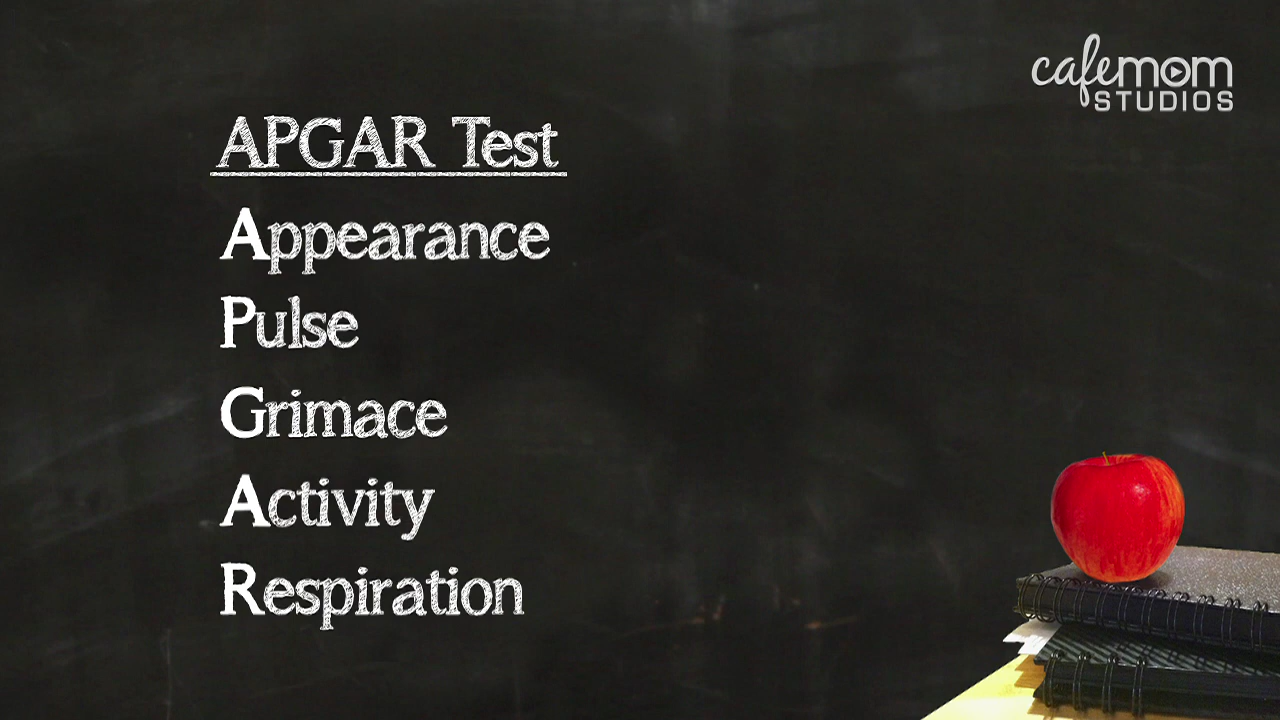 cafemom
STUDIOS
APGAR Test
Appearance
Pulse
Grimace
Activity
Respiration